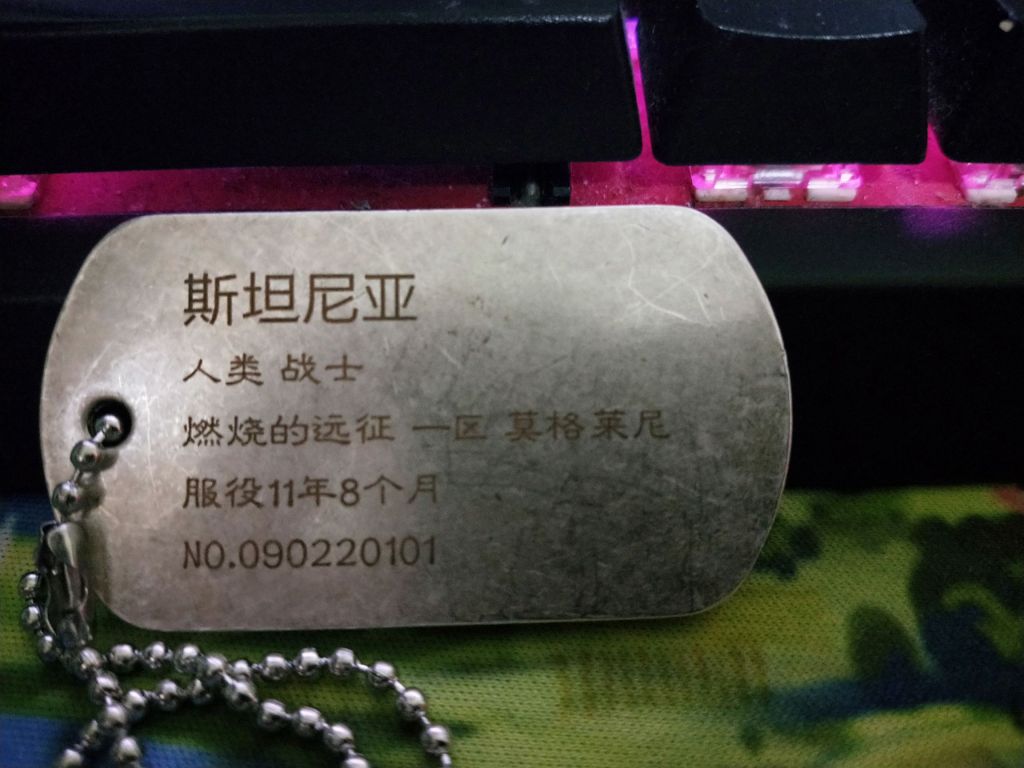 斯坦尼亚
人类 战士
燃烧的远征 一区 莫格莱尼
服役11年8个月
NO.090220101